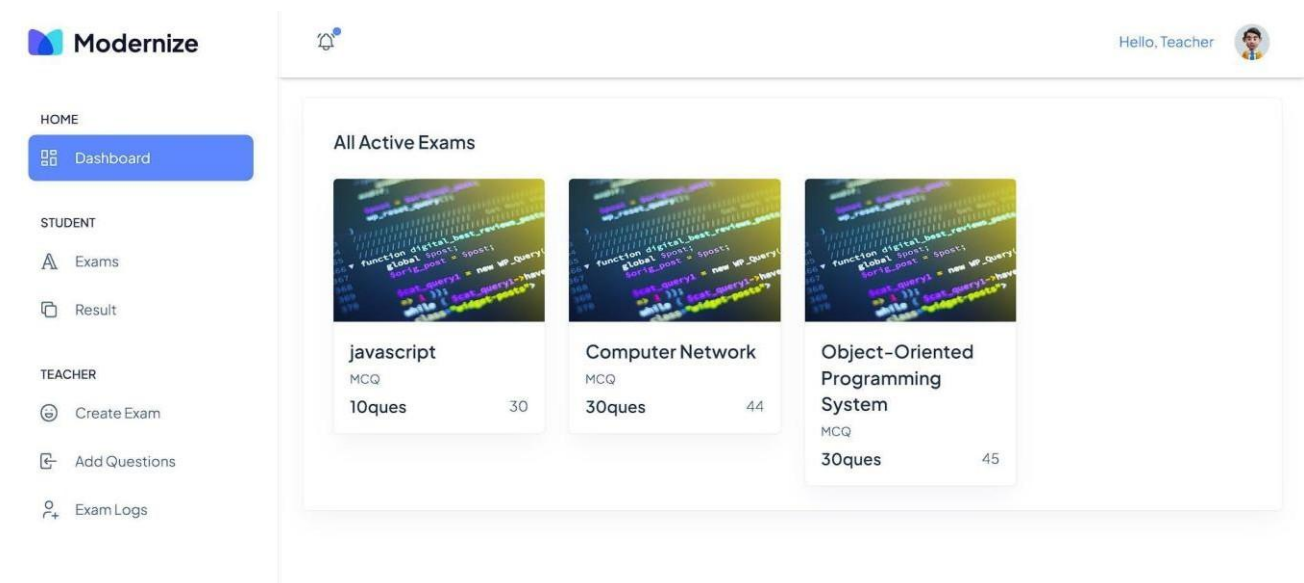 Modernize
Hello, Teacher
HOME
Dashboard
STUDENT
Exams
Result
TEACHER
Create Exam
Add Questions
Exam Logs
All Active Exams
javascript
MCQ
10ques 30
Computer Network
MCQ
30ques 44
Object-Oriented
Programming
System
MCQ
30ques 45